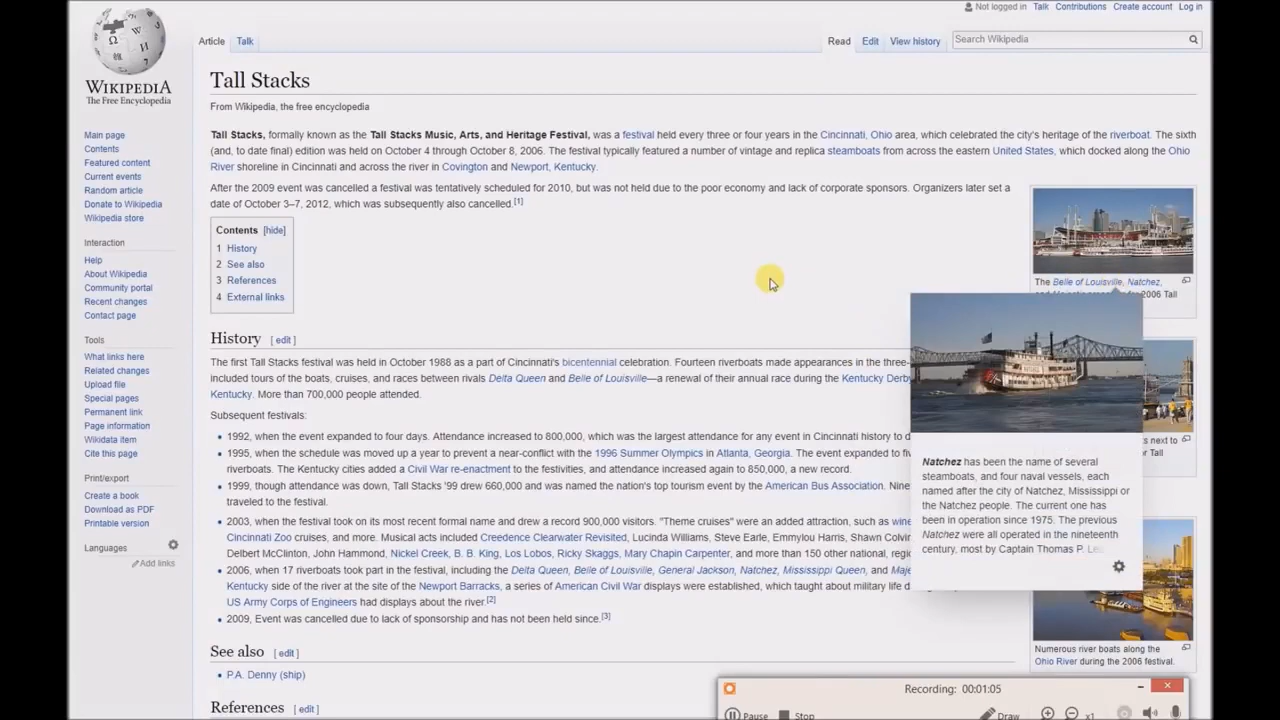 Not logged in Talk Contributions Create account Log in
WIKIPEDIA
The Free Encyclopedia
Article Talk
Read Edit View history Search Wikipedia
Main page
Contents
Featured content
Current events
Random article
Donate to Wikipedia
Wikipedia store
Interaction
Help
About Wikipedia
Community portal
Recent changes
Contact page
Tools
What links here
Related changes
Upload file
Special pages
Permanent link
Page information
Wikidata item
Cite this page
Print/export
Create a book
Download as PDF
Printable version
Languages
Add links
Tall Stacks
From Wikipedia, the free encyclopedia
Tall Stacks, formally known as the Tall Stacks Music, Arts, and Heritage Festival, was a festival held every three or four years in the Cincinnati, Ohio area, which celebrated the city's heritage of the riverboat. The sixth
(and, to date final) edition was held on October 4 through October 8, 2006. The festival typically featured a number of vintage and replica steamboats from across the eastern United States, which docked along the Ohio
River shoreline in Cincinnati and across the river in Covington and Newport, Kentucky.
After the 2009 event was cancelled a festival was tentatively scheduled for 2010, but was not held due to the poor economy and lack of corporate sponsors. Organizers later set a
date of October 3–7, 2012, which was subsequently also cancelled.[1]
Contents [hide]
1 History
2 See also
3 References
4 External links
History [ edit ]
The first Tall Stacks festival was held in October 1988 as a part of Cincinnati's bicentennial celebration. Fourteen riverboats made appearances in the three-
included tours of the boats, cruises, and races between rivals Delta Queen and Belle of Louisville—a renewal of their annual race during the Kentucky Derby
Kentucky. More than 700,000 people attended.
Subsequent festivals:
1992, when the event expanded to four days. Attendance increased to 800,000, which was the largest attendance for any event in Cincinnati history to d
1995, when the schedule was moved up a year to prevent a near-conflict with the 1996 Summer Olympics in Atlanta, Georgia. The event expanded to five
riverboats. The Kentucky cities added a Civil War re-enactment to the festivities, and attendance increased again to 850,000, a new record.
1999, though attendance was down, Tall Stacks '99 drew 660,000 and was named the nation's top tourism event by the American Bus Association. Nine
traveled to the festival.
2003, when the festival took on its most recent formal name and drew a record 900,000 visitors. "Theme cruises" were an added attraction, such as wine
Cincinnati Zoo cruises, and more. Musical acts included Creedence Clearwater Revisited, Lucinda Williams, Steve Earle, Emmylou Harris, Shawn Colvin
Delbert McClinton, John Hammond, Nickel Creek, B. B. King, Los Lobos, Ricky Skaggs, Mary Chapin Carpenter, and more than 150 other national, regio
2006, when 17 riverboats took part in the festival, including the Delta Queen, Belle of Louisville, General Jackson, Natchez, Mississippi Queen, and Maje
Kentucky side of the river at the site of the Newport Barracks, a series of American Civil War displays were established, which taught about military life d
US Army Corps of Engineers had displays about the river.[2]
2009, Event was cancelled due to lack of sponsorship and has not been held since.[3]
See also [ edit ]
P.A. Denny (ship)
References [ edit ]
The Belle of Louisville, Natchez,
for 2006 Tall
Natchez has been the name of several
steamboats, and four naval vessels, each
named after the city of Natchez, Mississippi or
the Natchez people. The current one has
been in operation since 1975. The previous
Natchez were all operated in the nineteenth
century, most by Captain Thomas P. Le
ts next to
r Tall
Numerous river boats along the
Ohio River during the 2006 festival.
Recording: 00:01:05
Pause Stop Draw x1